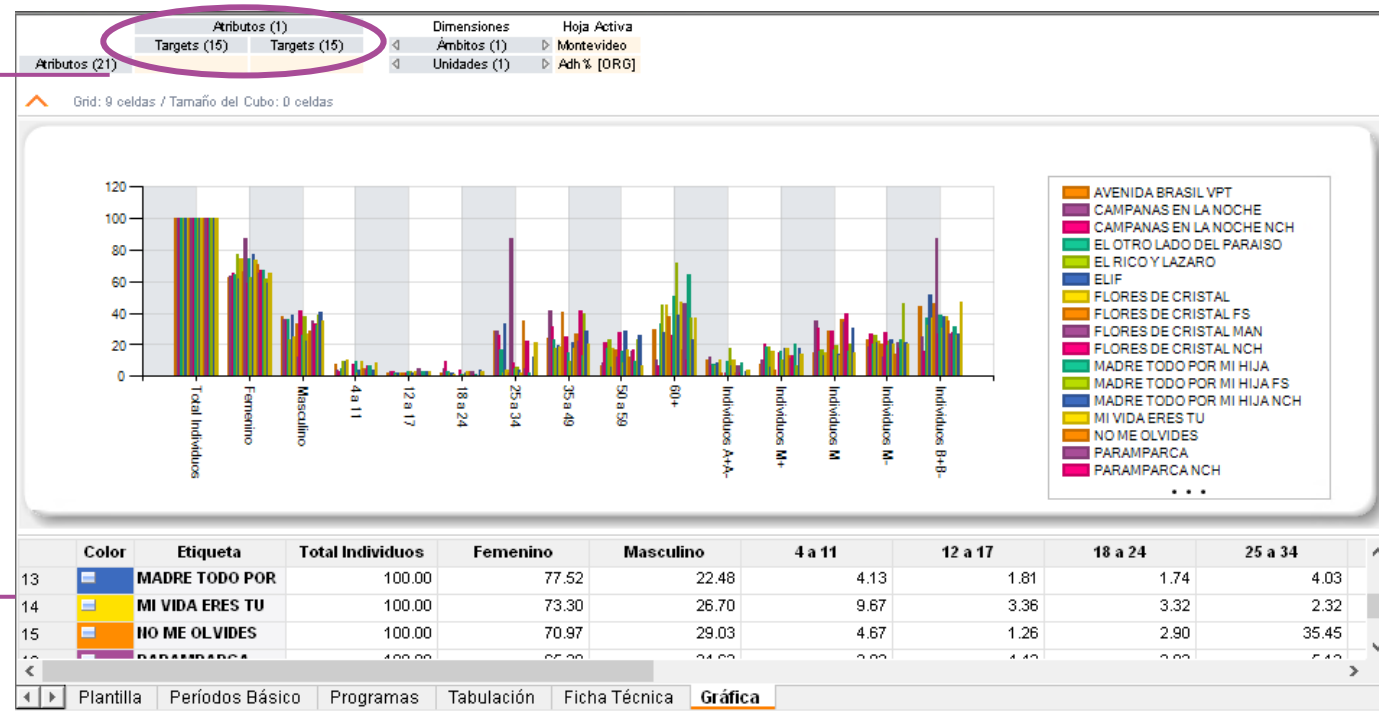 Atributos (1) Dimensiones Hoja Activa
Targets (15) Targets (15) Ámbitos (1) Montevideo
Atributos (21) Unidades (1) Adh% [ORG]
Grid: 9 celdas / Tamaño del Cubo: 0 celdas
120
100
80
60
40
20
0
Total Individuos
Femenino
Masculino
4 a 11
12 a 17
18 a 24
25 a 34
35 a 49
50 a 59
60+
Individuos A+A-
Individuos M+
Individuos M
Individuos M-
Individuos B+B-
AVENIDA BRASIL VPT
CAMPANAS EN LA NOCHE
CAMPANAS EN LA NOCHE NCH
EL OTRO LADO DEL PARAISO
EL RICO Y LAZARO
ELIF
FLORES DE CRISTAL
FLORES DE CRISTAL FS
FLORES DE CRISTAL MAN
FLORES DE CRISTAL NCH
MADRE TODO POR MI HIJA
MADRE TODO POR MI HIJA FS
MADRE TODO POR MI HIJA NCH
MI VIDA ERES TU
NO ME OLVIDES
PARAMPARCA
PARAMPARCA NCH
• • •
Color Etiqueta Total Individuos Femenino Masculino 4 a 11 12 a 17 18 a 24 25 a 34
13 MADRE TODO POR 100.00 77.52 22.48 4.13 1.81 1.74 4.03
14 MI VIDA ERES TU 100.00 73.30 26.70 9.67 3.36 3.32 2.32
15 NO ME OLVIDES 100.00 70.97 29.03 4.67 1.26 2.90 35.45
PARAMPARCA 100.00
Plantilla Períodos Básico Programas Tabulación Ficha Técnica Gráfica